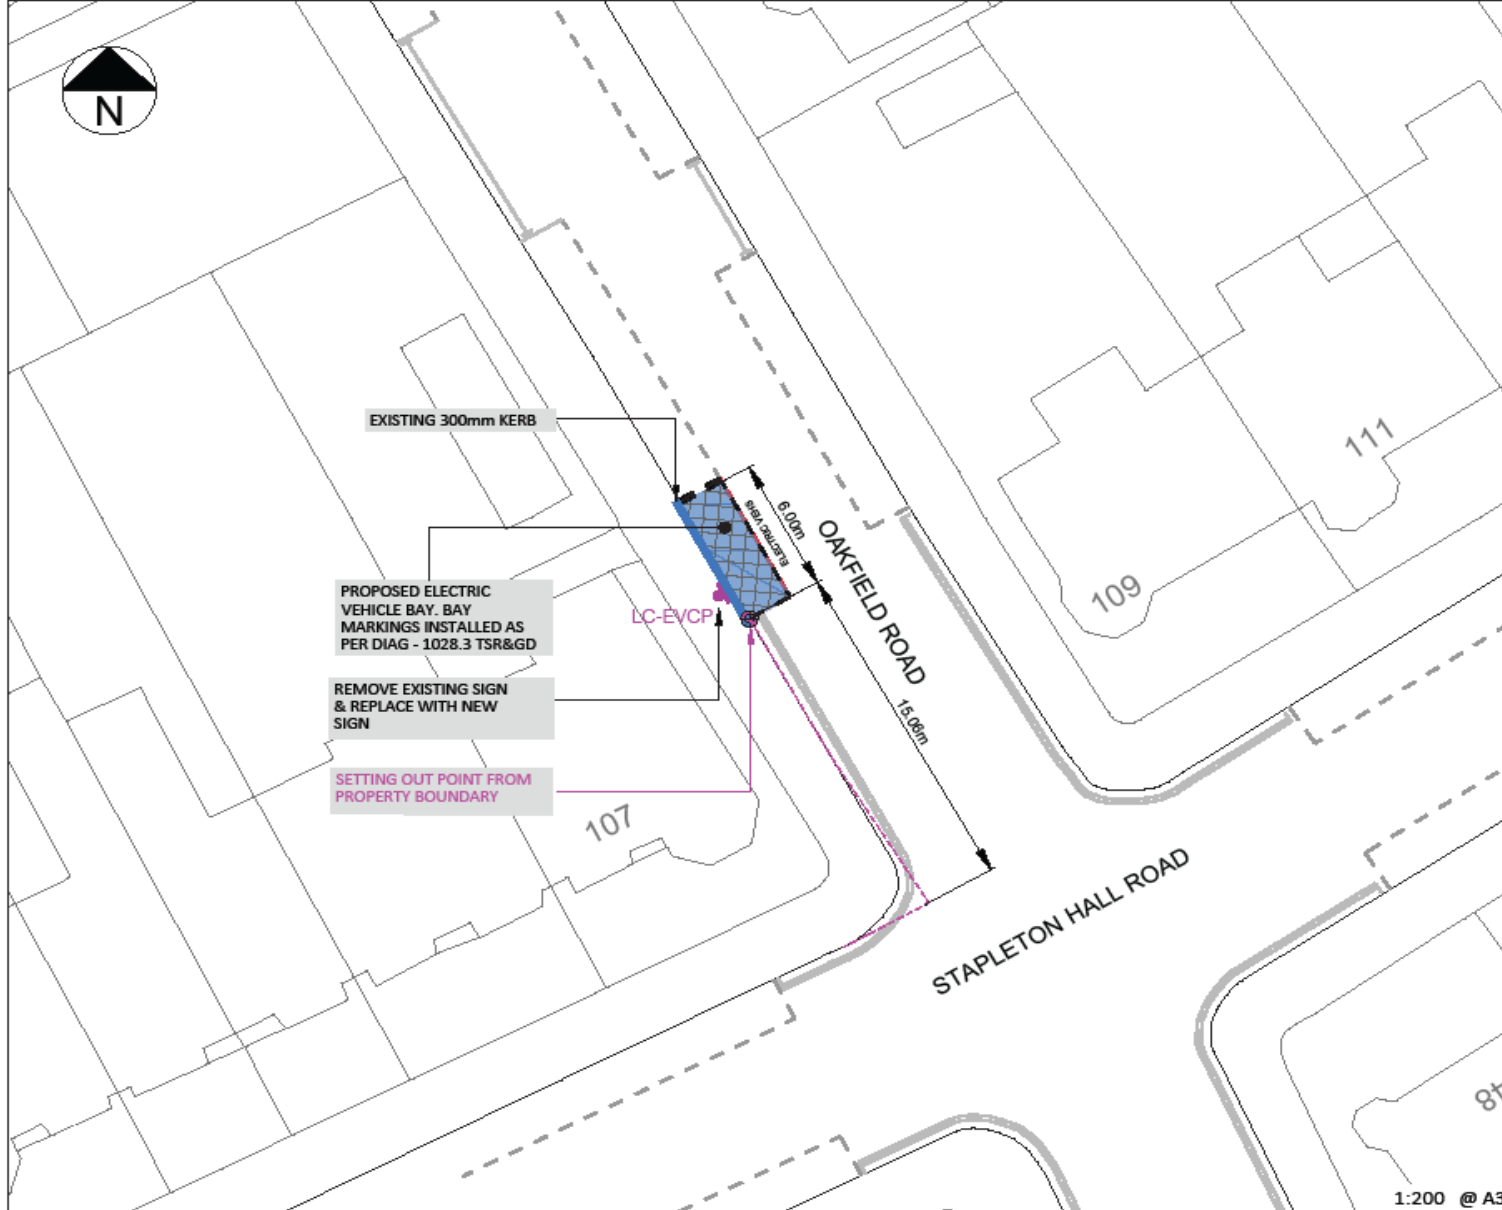 N
EXISTING 300mm KERB
6.00m
ELECTRIC VEHS
OAKFIELD ROAD
111
109
PROPOSED ELECTRIC
VEHICLE BAY. BAY
MARKINGS INSTALLED AS
PER DIAG - 1028.3 TSR&GD
LC-EVCP
REMOVE EXISTING SIGN
& REPLACE WITH NEW
SIGN
15.06m
SETTING OUT POINT FROM
PROPERTY BOUNDARY
107
STAPLETON HALL ROAD
48
1:200 @ A3